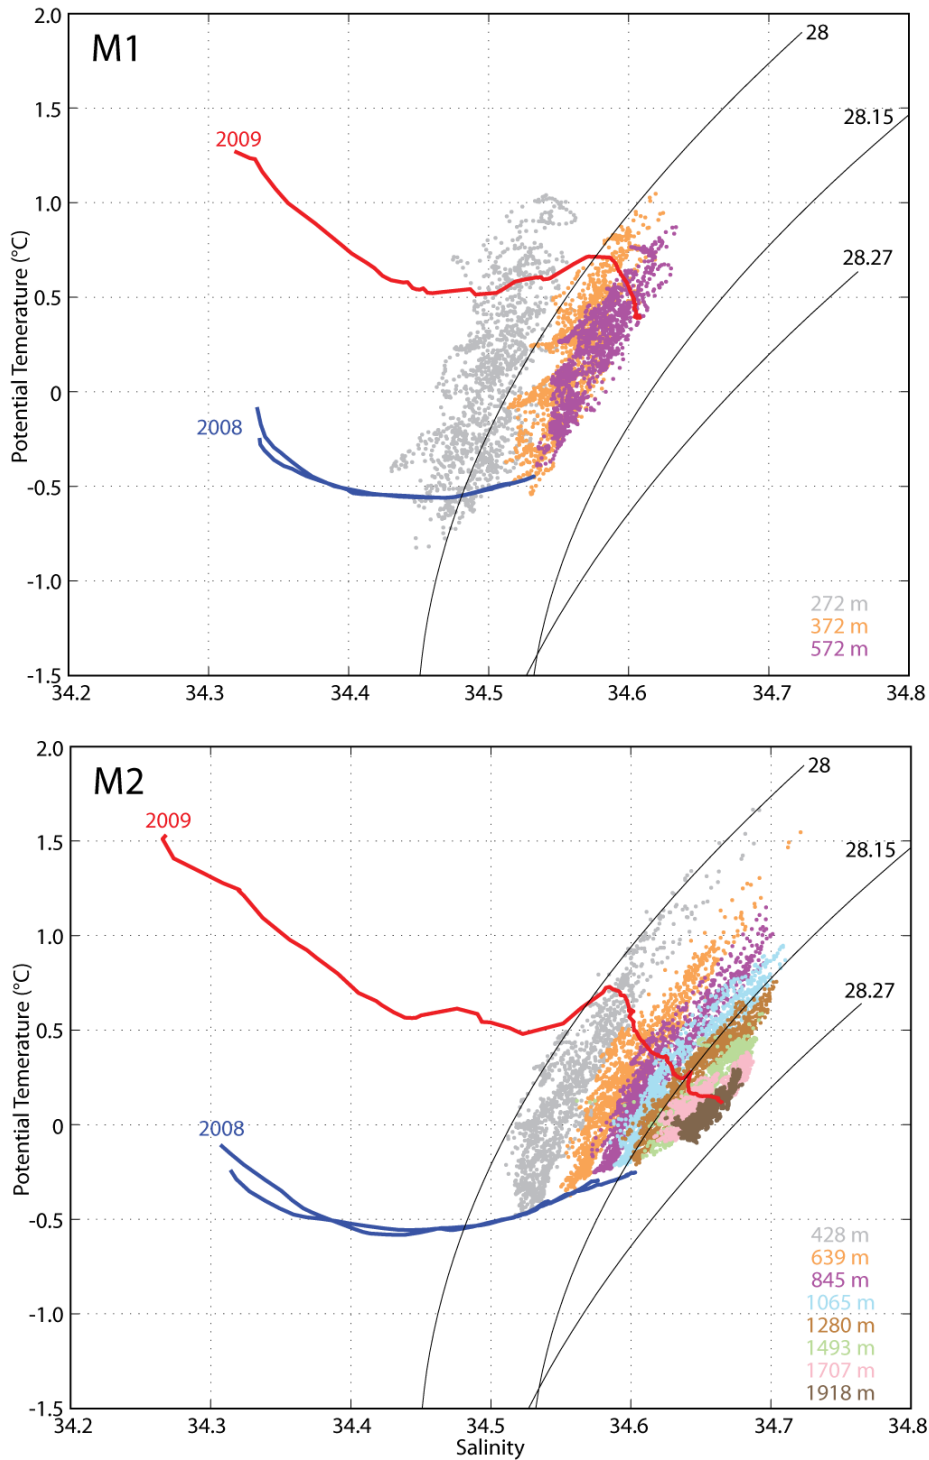 2.0
M1
28
1.5
28.15
2009
1.0
28.27
0.5
Potential Temerature (°C)
0
2008
-0.5
-1.0
272 m
372 m
572 m
-1.5
34.2
34.3
34.4
34.5
34.6
34.7
34.8
2.0
M2
28
2009
1.5
28.15
1.0
28.27
0.5
Potential Temerature (°C)
0
2008
-0.5
428 m
639 m
845 m
-1.0
1065 m
1280 m
1493 m
1707 m
1918 m
-1.5
34.2
34.3
34.4
34.5
34.6
34.7
34.8
Salinity